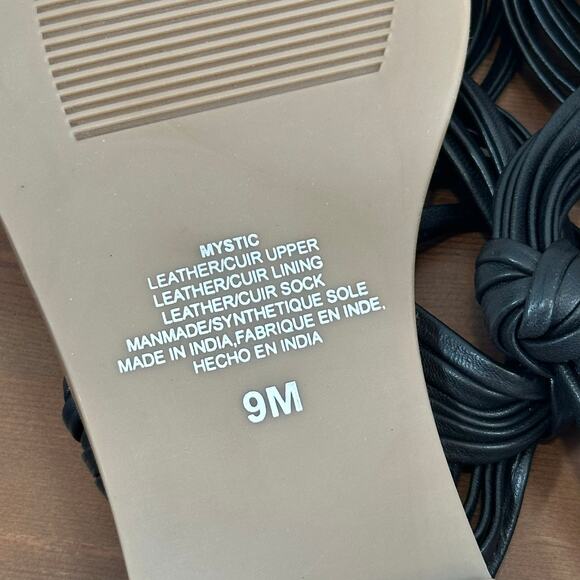 MYSTIC
LEATHER/CUIR UPPER
LEATHER/CUIR LINING
LEATHER/CUIR SOCK
MANMADE/SYNTHETIQUE SOLE
MADE IN INDIA,FABRIQUE EN INDE,
HECHO EN INDIA
9M